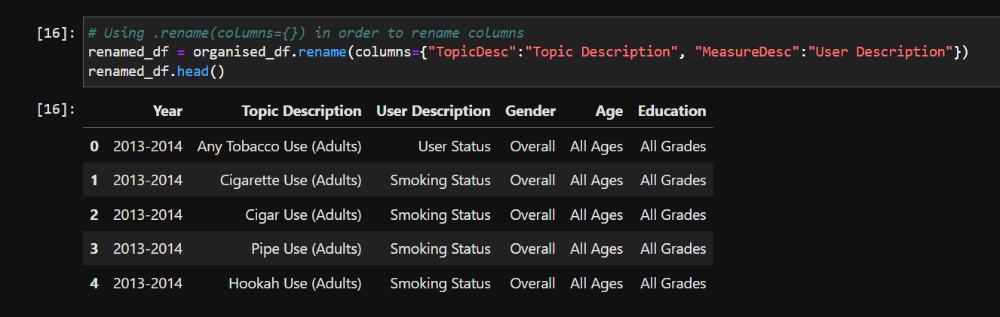 [16]: # Using .rename(columns={}) in order to rename columns
renamed_df = organised_df.rename(columns={"TopicDesc":"Topic Description", "MeasureDesc":"User Description"})
renamed_df.head()
[16]: Year Topic Description User Description Gender Age Education
0 2013-2014 Any Tobacco Use (Adults) User Status Overall All Ages All Grades
1 2013-2014 Cigarette Use (Adults) Smoking Status Overall All Ages All Grades
2 2013-2014 Cigar Use (Adults) Smoking Status Overall All Ages All Grades
3 2013-2014 Pipe Use (Adults) Smoking Status Overall All Ages All Grades
4 2013-2014 Hookah Use (Adults) Smoking Status Overall All Ages All Grades